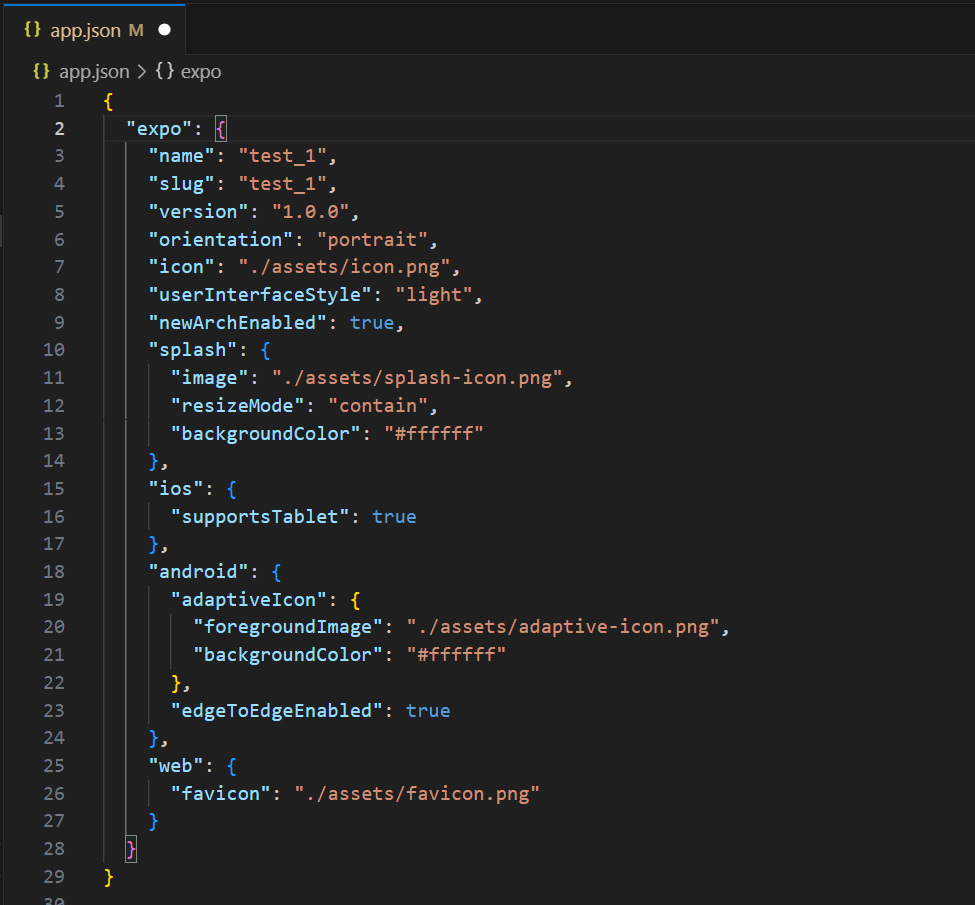 {} app.json M
{} app.json > {} expo
1 {
2 "expo": {
3 "name": "test_1",
4 "slug": "test_1",
5 "version": "1.0.0",
6 "orientation": "portrait",
7 "icon": "./assets/icon.png",
8 "userInterfaceStyle": "light",
9 "newArchEnabled": true,
10 "splash": {
11 "image": "./assets/splash-icon.png",
12 "resizeMode": "contain",
13 "backgroundColor": "#ffffff"
14 },
15 "ios": {
16 "supportsTablet": true
17 },
18 "android": {
19 "adaptiveIcon": {
20 "foregroundImage": "./assets/adaptive-icon.png",
21 "backgroundColor": "#ffffff"
22 },
23 "edgeToEdgeEnabled": true
24 },
25 "web": {
26 "favicon": "./assets/favicon.png"
27 }
28 }
29 }
30